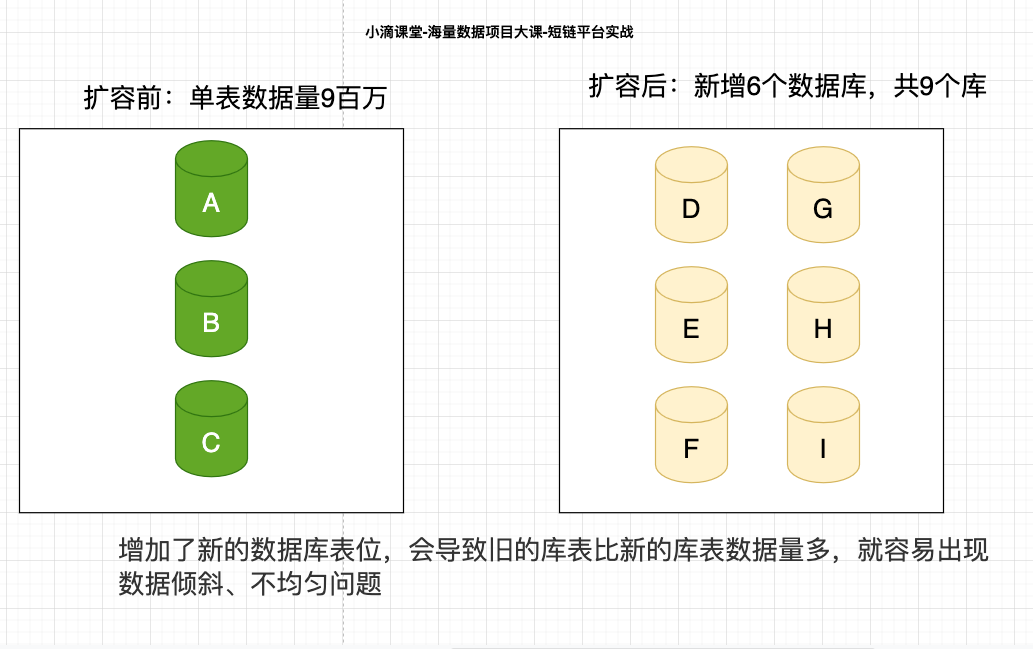 小滴课堂-海量数据项目大课-短链平台实战
扩容前：单表数据量9百万
扩容后：新增6个数据库，共9个库
A
B
C
D
G
E
H
F
I
增加了新的数据库表位，会导致旧的库表比新的库表数据量多，就容易出现
数据倾斜、不均匀问题